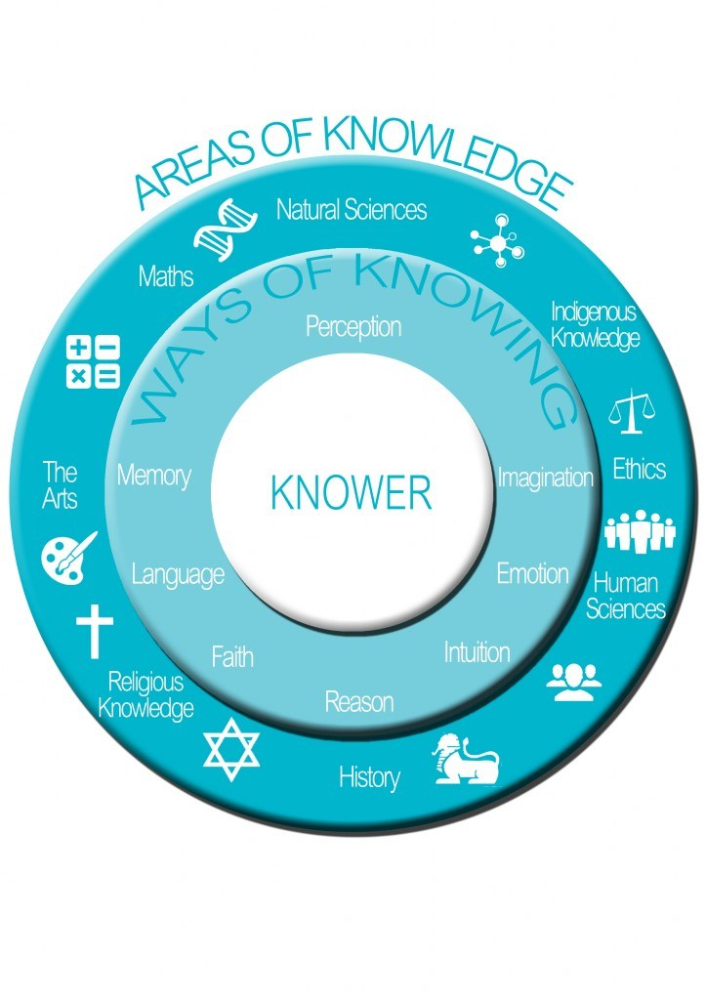 AREAS OF KNOWLEDGE
Natural Sciences
Maths
WAYS OF KNOWING
Indigenous
Knowledge
Perception
The
Arts
Memory
KNOWER
Imagination
Ethics
Language
Emotion
Human
Sciences
Faith
Intuition
Religious
Knowledge
Reason
History